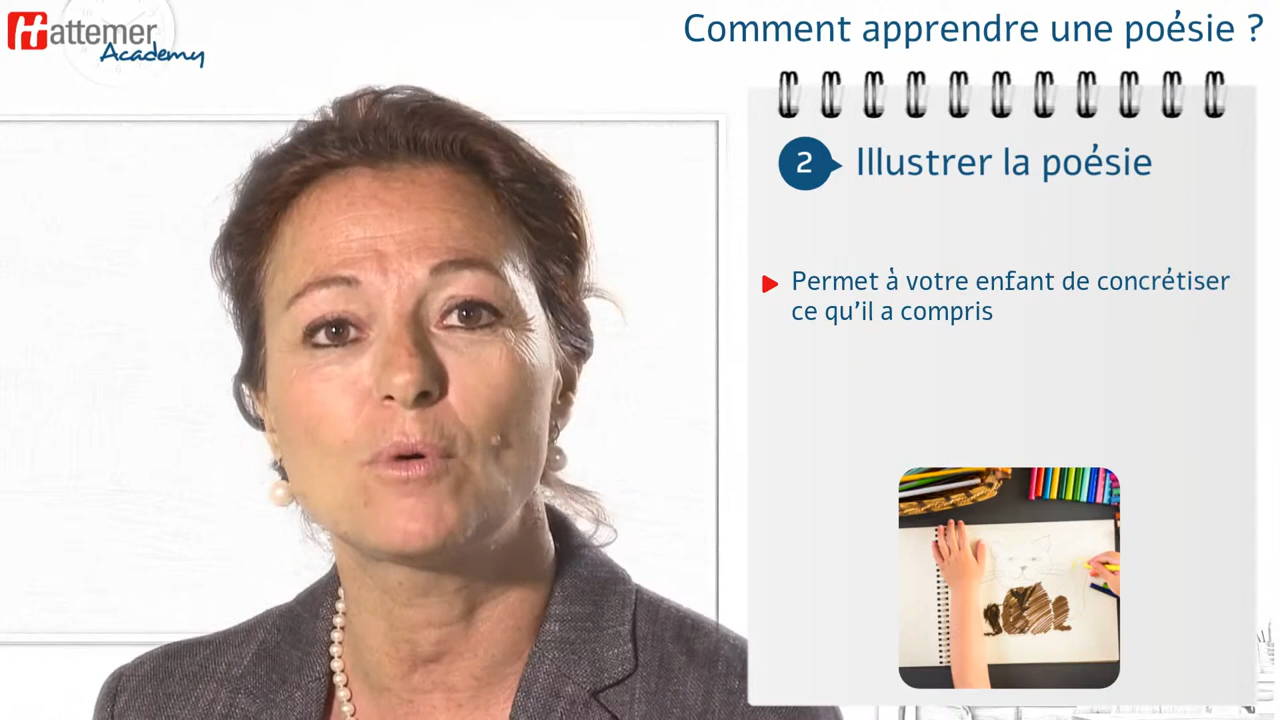 Hattemer
Academy
Comment apprendre une poésie ?
2
Illustrer la poésie
Permet à votre enfant de concrétiser
ce qu'il a compris